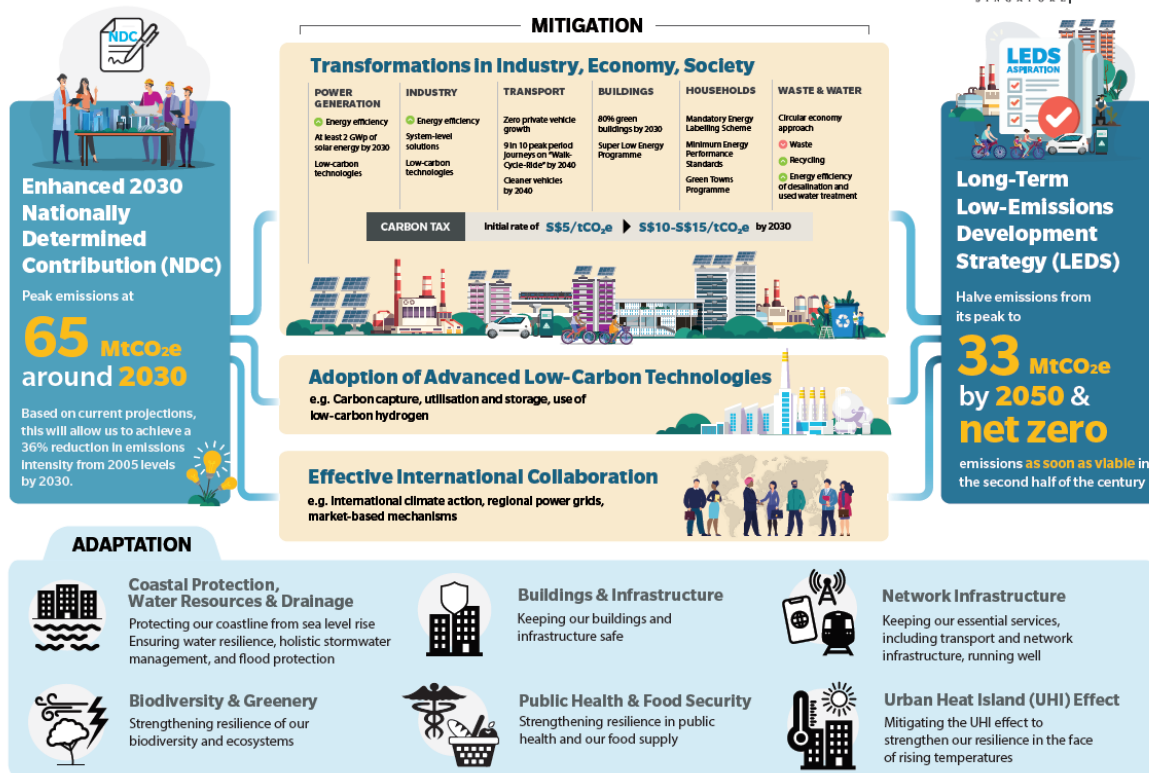 MITIGATION
NDC
Enhanced 2030
Nationally
Determined
Contribution (NDC)
Peak emissions at
65 MtCO₂e
around 2030
Based on current projections,
this will allow us to achieve a
36% reduction in emissions
intensity from 2005 levels
by 2030.
Transformations in Industry, Economy, Society
POWER
GENERATION
Energy efficiency
At least 2 GWp of
solar energy by 2030
Low-carbon
technologies
INDUSTRY
Energy efficiency
System-level
solutions
Low-carbon
technologies
TRANSPORT
Zero private vehicle
growth
9 in 10 peak period
journeys on "Walk-
Cycle-Ride" by 2040
Cleaner vehicles
by 2040
BUILDINGS
80% green
buildings by 2030
Super Low Energy
Programme
HOUSEHOLDS
Mandatory Energy
Labelling Scheme
Minimum Energy
Performance
Standards
Green Towns
Programme
WASTE & WATER
Circular economy
approach
Waste
Recycling
Energy efficiency
of desalination and
used water treatment
CARBON TAX Initial rate of S$5/tCO₂e S$10-S$15/tCO₂e by 2030
Adoption of Advanced Low-Carbon Technologies
e.g. Carbon capture, utilisation and storage, use of
low-carbon hydrogen
Effective International Collaboration
e.g. International climate action, regional power grids,
market-based mechanisms
LEDS
ASPIRATION
Long-Term
Low-Emissions
Development
Strategy (LEDS)
Halve emissions from
its peak to
33 MtCO₂e
by 2050 &
net zero
emissions as soon as viable in
the second half of the century
ADAPTATION
Coastal Protection,
Water Resources & Drainage
Protecting our coastline from sea level rise
Ensuring water resilience, holistic stormwater
management, and flood protection
Buildings & Infrastructure
Keeping our buildings and
infrastructure safe
Network Infrastructure
Keeping our essential services,
including transport and network
infrastructure, running well
Biodiversity & Greenery
Strengthening resilience of our
biodiversity and ecosystems
Public Health & Food Security
Strengthening resilience in public
health and our food supply
Urban Heat Island (UHI) Effect
Mitigating the UHI effect to
strengthen our resilience in the face
of rising temperatures